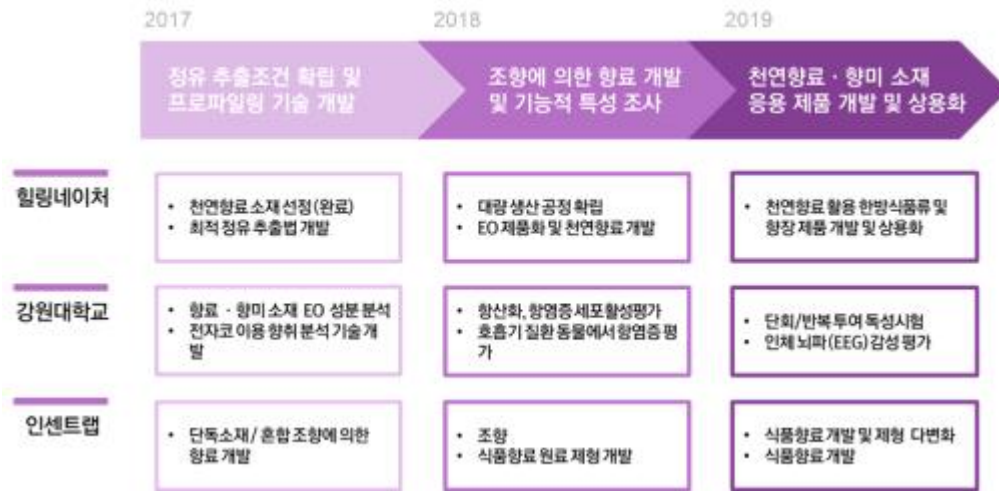 2017
2018
2019
정유 추출조건 확립 및
프로파일링 기술 개발
조향에 의한 향료 개발
및 기능적 특성 조사
천연향료 · 향미 소재
응용 제품 개발 및 상용화
힐링네이처
• 천연향료 소재 선정(완료)
• 최적 정유 추출법 개발
• 대량 생산 공정 확립
• EO 제품화 및 천연향료 개발
• 천연향료 활용 한방식품류 및
향장 제품 개발 및 상용화
강원대학교
• 향료 · 향미 소재 EO 성분 분석
• 전자코 이용 향취 분석 기술 개
발
• 항산화, 항염증 세포활성평가
• 호흡기 질환 동물에서 항염증 평
가
• 단회/반복 투여 독성시험
• 인체 뇌파(EEG) 감성 평가
인센트랩
• 단독소재 / 혼합 조향에 의한
향료 개발
• 조향
• 식품향료 원료 제형 개발
• 식품향료 개발 및 제형 다변화
• 식품향료 개발